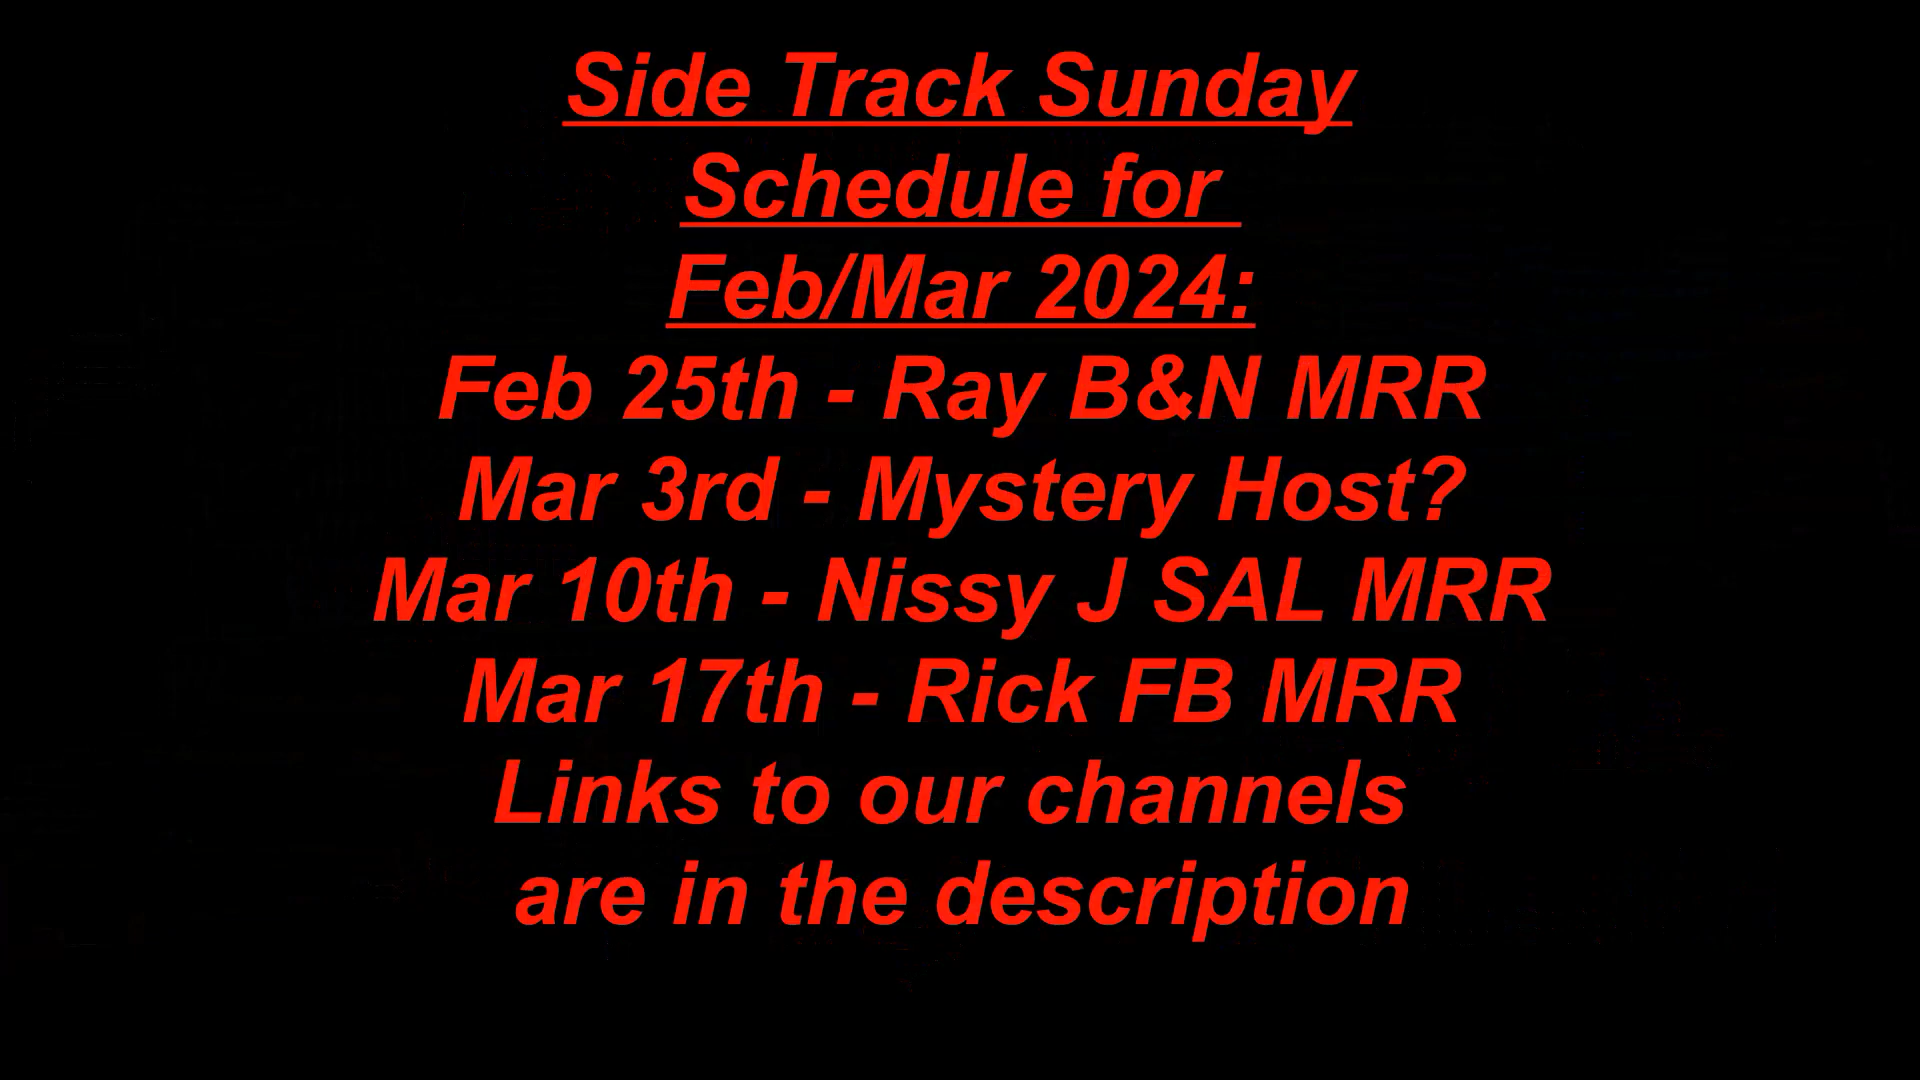 Side Track Sunday
Schedule for
Feb/Mar 2024:
Feb 25th - Ray B&N MRR
Mar 3rd - Mystery Host?
Mar 10th - Nissy J SAL MRR
Mar 17th - Rick FB MRR
Links to our channels
are in the description